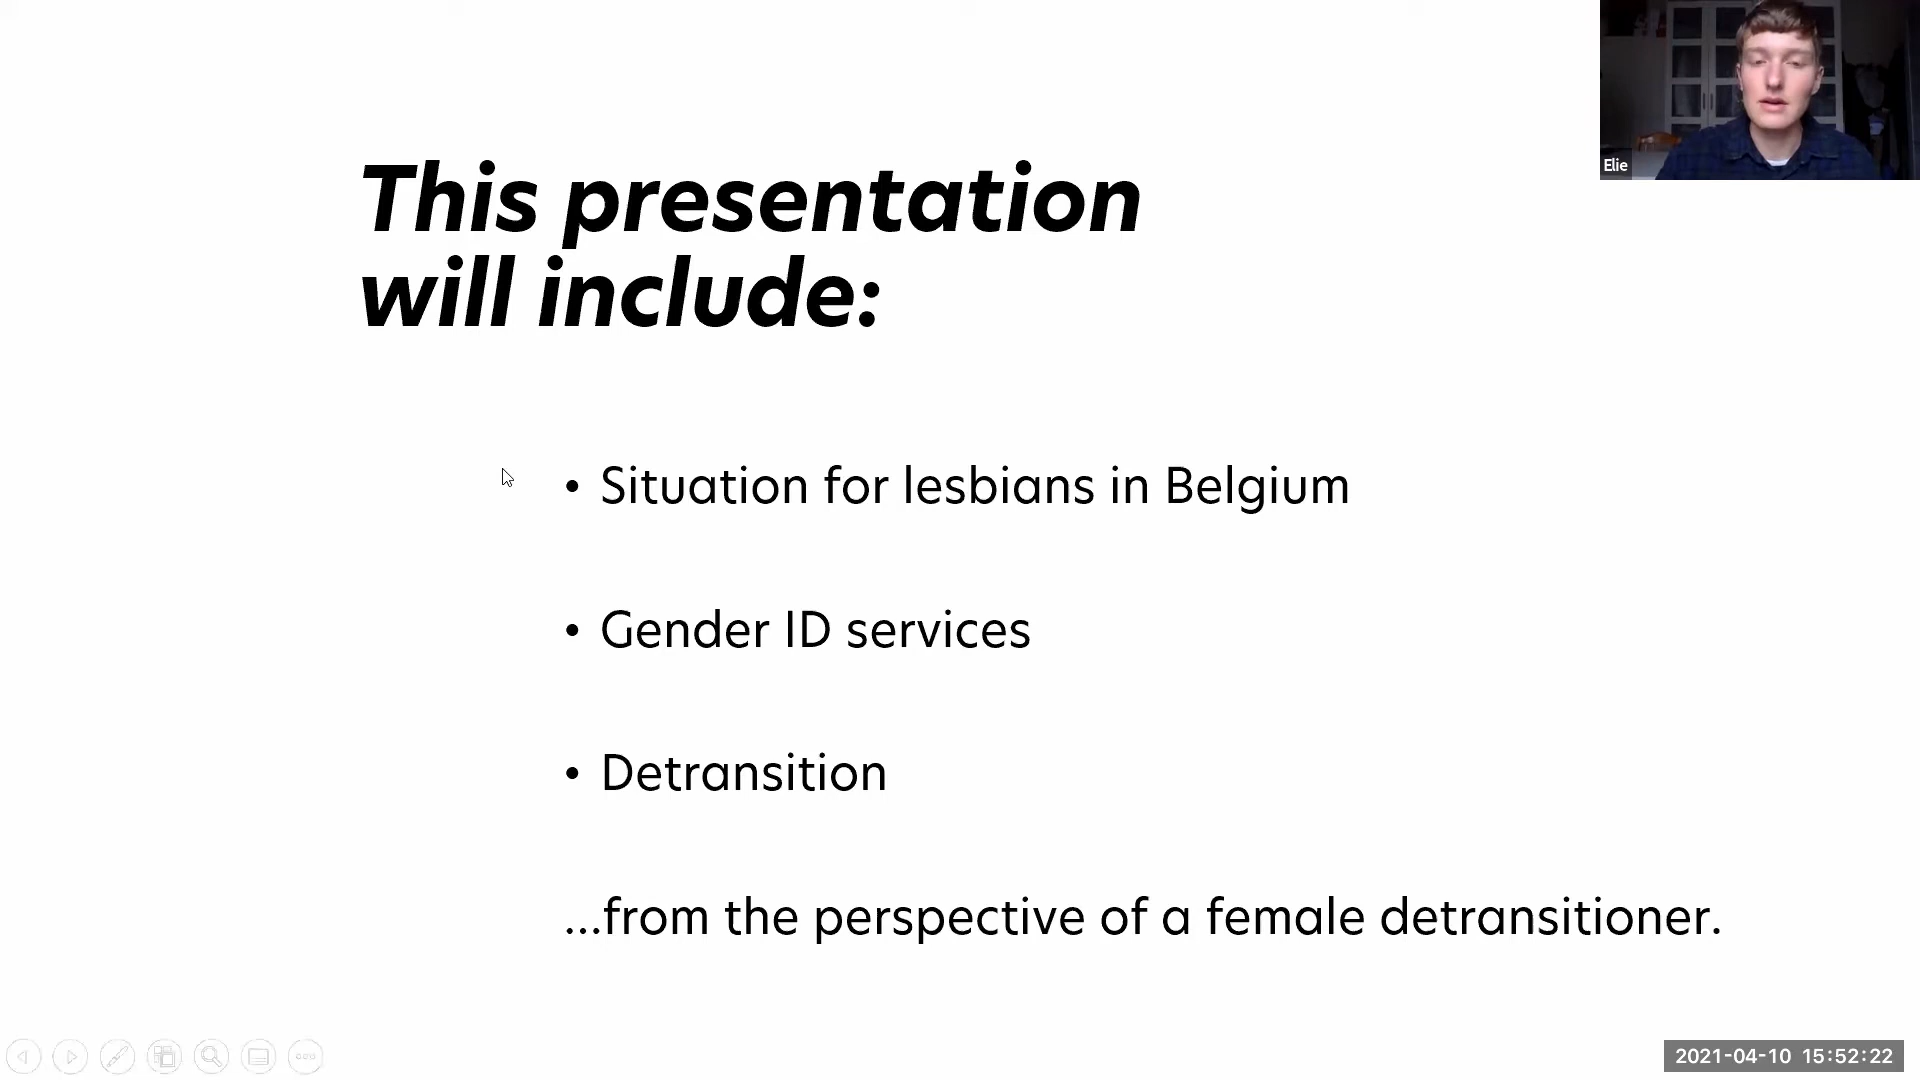 Elie
This presentation
will include:
• Situation for lesbians in Belgium
• Gender ID services
• Detransition
...from the perspective of a female detransitioner.
2021-04-10 15:52:22